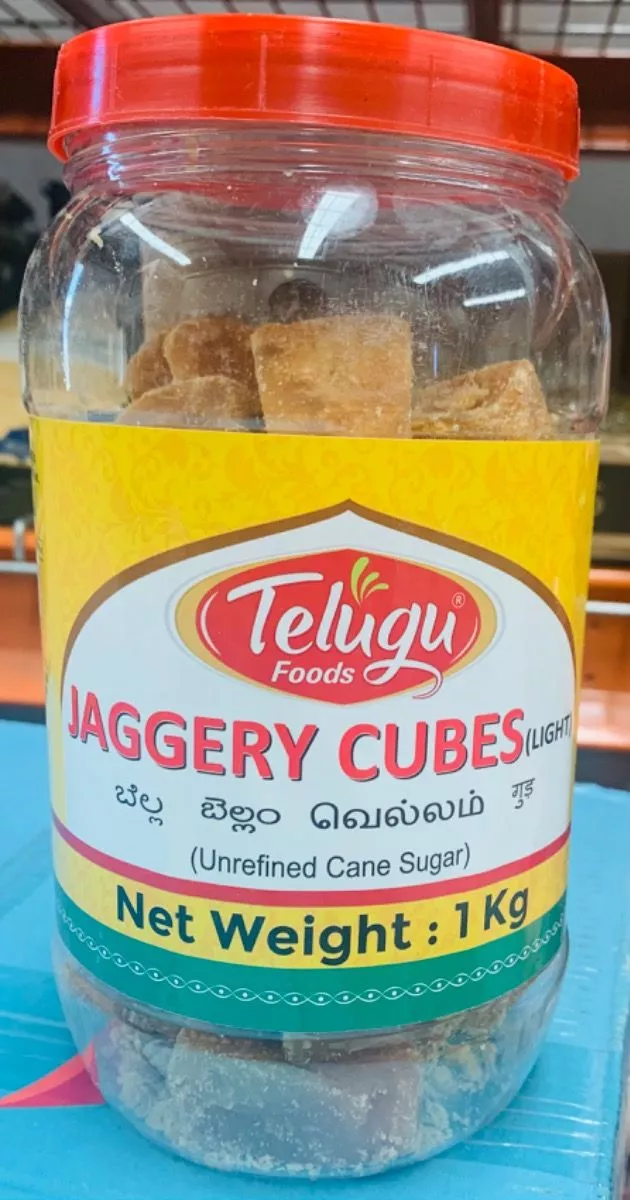 Telugu®
Foods
JAGGERY CUBES (LIGHT)
ಬೆಲ್ಲ బెల్లం வெல்லம் गुड़
(Unrefined Cane Sugar)
Net Weight : 1 Kg